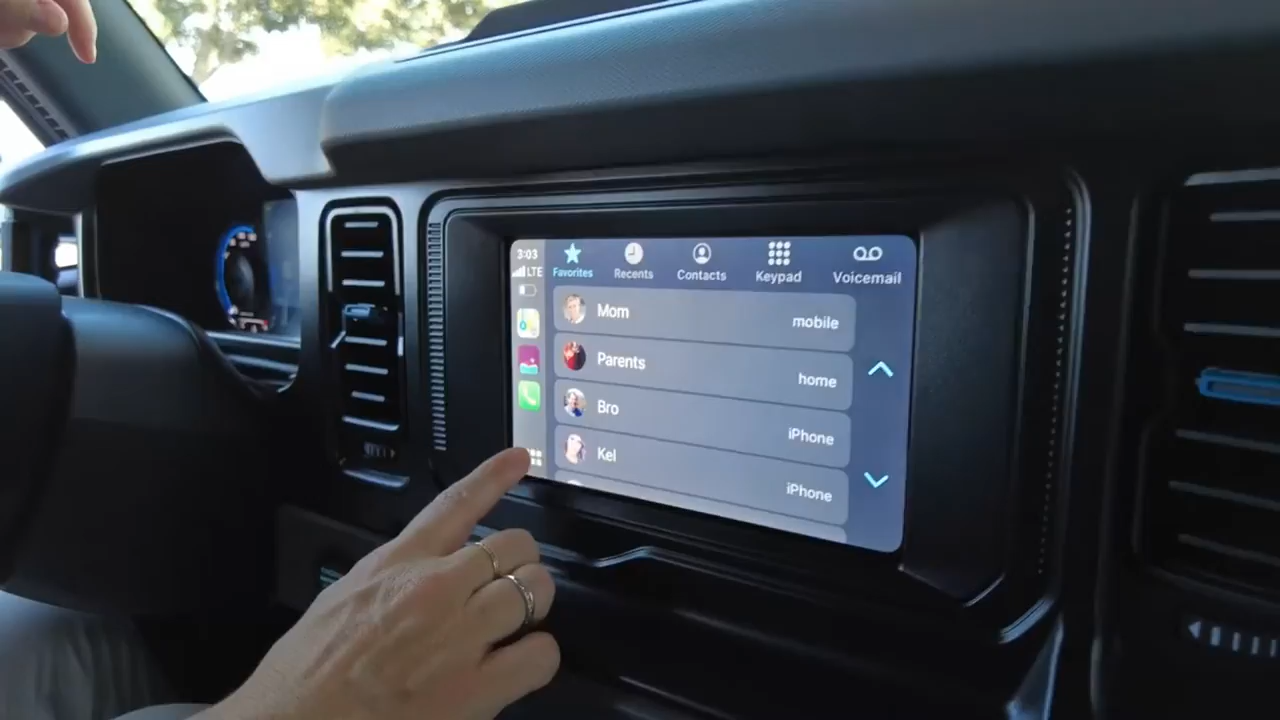 3:03
LTE
Favorites
Recents
Contacts
Keypad
Voicemail
Mom
mobile
Parents
home
Bro
iPhone
Kel
iPhone